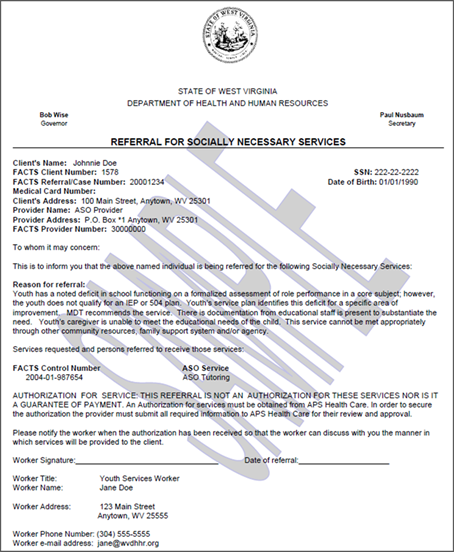 STATE OF WEST VIRGINIA
DEPARTMENT OF HEALTH AND HUMAN RESOURCES
Bob Wise
Governor
Paul Nusbaum
Secretary
REFERRAL FOR SOCIALLY NECESSARY SERVICES
Client's Name: Johnnie Doe
FACTS Client Number: 1578
SSN: 222-22-2222
FACTS Referral/Case Number: 20001234
Date of Birth: 01/01/1990
Medical Card Number:
Client's Address: 100 Main Street, Anytown, WV 25301
Provider Name: ASO Provider
Provider Address: P.O. Box *1 Anytown, WV 25301
FACTS Provider Number: 30000000
To whom it may concern:
This is to inform you that the above named individual is being referred for the following Socially Necessary Services:
Reason for referral:
Youth has a noted deficit in school functioning on a formalized assessment of role performance in a core subject; however,
the youth does not qualify for an IEP or 504 plan. Youth's service plan identifies this deficit for a specific area of
improvement. MDT recommends the service. There is documentation from educational staff is present to substantiate the
need. Youth's caregiver is unable to meet the educational needs of the child. This service cannot be met appropriately
through other community resources, family support system and/or agency.
Services requested and persons referred to receive those services:
FACTS Control Number ASO Service
2004-01-987654 ASO Tutoring
AUTHORIZATION FOR SERVICE: THIS REFERRAL IS NOT AN AUTHORIZATION FOR THESE SERVICES NOR IS IT
A GUARANTEE OF PAYMENT. An Authorization for services must be obtained from APS Health Care. In order to secure
the authorization the provider must submit all required information to APS Health Care for their review and approval.
Please notify the worker when the authorization has been received so that the worker can discuss with you the manner in
which services will be provided to the client.
Worker Signature: Date of referral:
Worker Title: Youth Services Worker
Worker Name: Jane Doe
Worker Address: 123 Main Street
Anytown, WV 25555
Worker Phone Number: (304) 555-5555
Worker e-mail address: jane@wvdhhr.org
SAMPLE